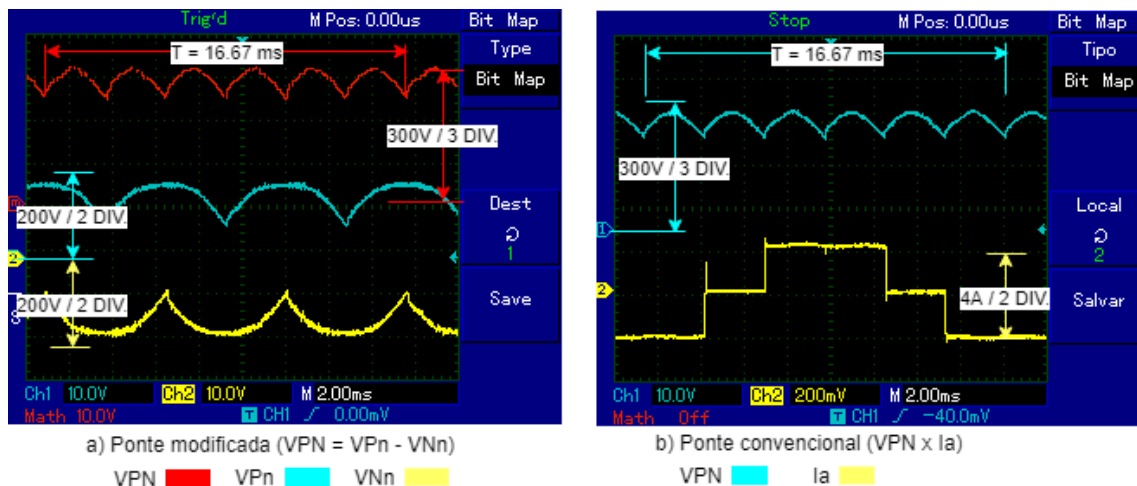 Trig'd
M Pos: 0.00us
Bit Map
T = 16.67 ms
Type
Bit Map
300V / 3 DIV.
200V / 2 DIV.
Dest
1
2
200V / 2 DIV.
Save
Ch1 10.0V
Ch2 10.0V
M 2.00ms
Math 10.0V
T CH1 0.00mV
a) Ponte modificada (VPN = VPn - VNn)
VPN
VPn
VNn
Stop
M Pos: 0.00us
Bit Map
T = 16.67 ms
Tipo
Bit Map
300V / 3 DIV.
1
Local
2
2
4A / 2 DIV.
Salvar
Ch1 10.0V
Ch2 200mV
M 2.00ms
Math Off
T CH1 -40.0mV
b) Ponte convencional (VPN x Ia)
VPN
Ia